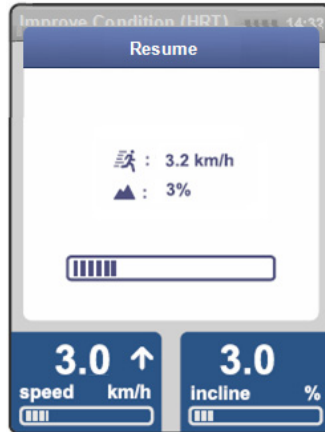 Improve Condition (HRT) 14:32
Resume
: 3.2 km/h
: 3%
3.0 ↑ 3.0
speed km/h incline %